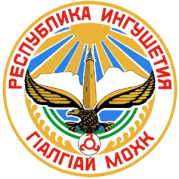 РЕСПУБЛИКА ИНГУШЕТИЯ
ГIАЛГIАЙ МОХК